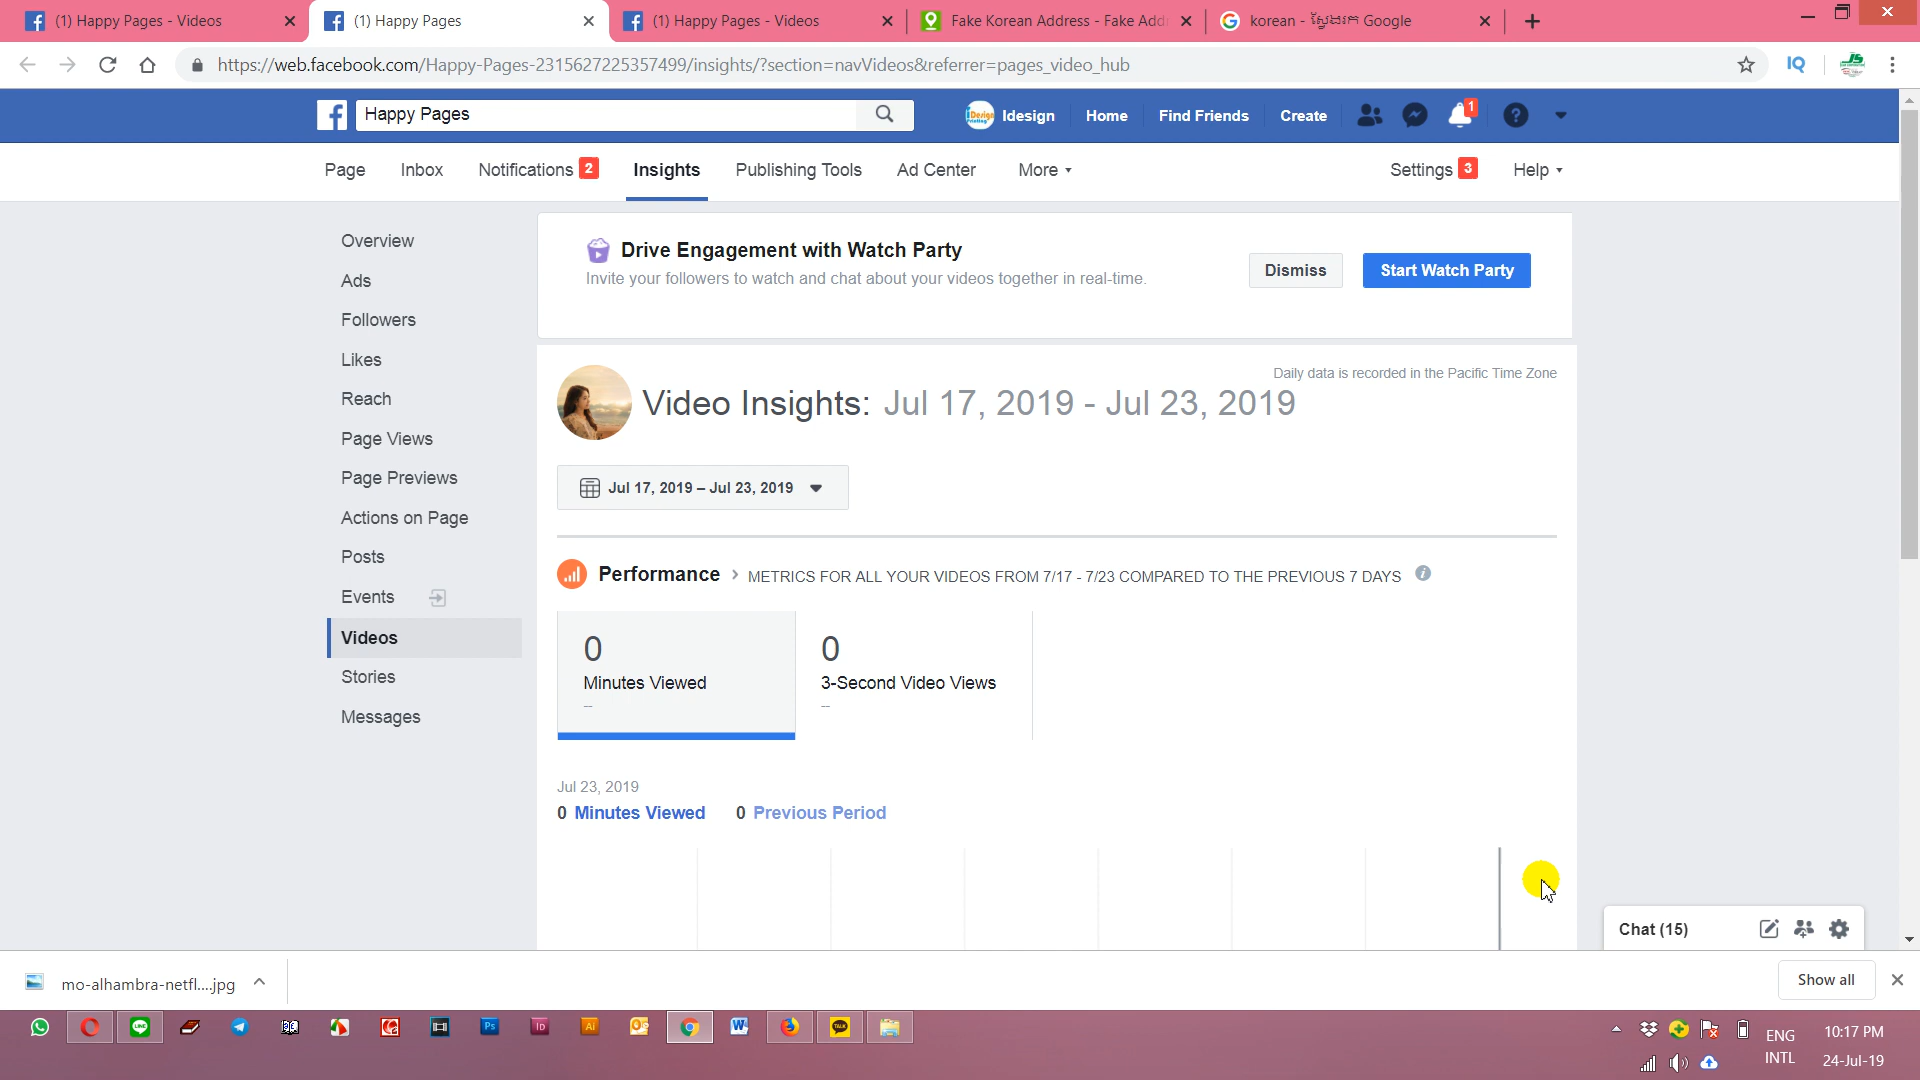 (1) Happy Pages - Videos
(1) Happy Pages
(1) Happy Pages - Videos
Fake Korean Address - Fake Add
korean - ស្វែងរក Google
https://web.facebook.com/Happy-Pages-2315627225357499/insights/?section=navVideos&referrer=pages_video_hub
IQ
Happy Pages
Idesign
Home
Find Friends
Create
1
Page
Inbox
Notifications 2
Insights
Publishing Tools
Ad Center
More
Settings 3
Help
Overview
Ads
Followers
Likes
Reach
Page Views
Page Previews
Actions on Page
Posts
Events
Videos
Stories
Messages
Drive Engagement with Watch Party
Invite your followers to watch and chat about your videos together in real-time.
Dismiss
Start Watch Party
Daily data is recorded in the Pacific Time Zone
Video Insights: Jul 17, 2019 - Jul 23, 2019
Jul 17, 2019 – Jul 23, 2019
Performance › METRICS FOR ALL YOUR VIDEOS FROM 7/17 - 7/23 COMPARED TO THE PREVIOUS 7 DAYS
0
Minutes Viewed
--
0
3-Second Video Views
--
Jul 23, 2019
0 Minutes Viewed 0 Previous Period
Chat (15)
mo-alhambra-netfl....jpg
Show all
ENG
INTL
10:17 PM
24-Jul-19